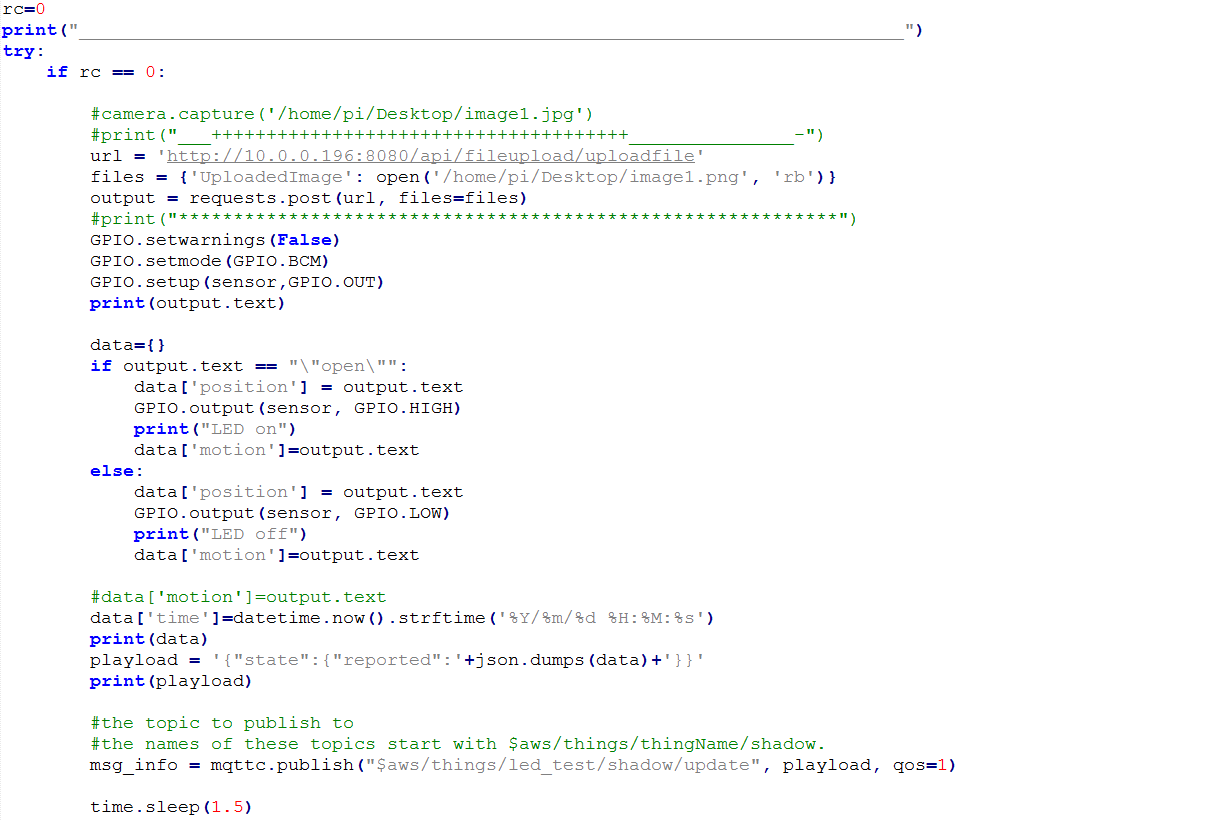 rc=0
print("___________________________________________________________________________")
try:
    if rc == 0:

        #camera.capture('/home/pi/Desktop/image1.jpg')
        #print("___++++++++++++++++++++++++++++++++++++++_______________-")
        url = 'http://10.0.0.196:8080/api/fileupload/uploadfile'
        files = {'UploadedImage': open('/home/pi/Desktop/image1.png', 'rb')}
        output = requests.post(url, files=files)
        #print("************************************************************")
        GPIO.setwarnings(False)
        GPIO.setmode(GPIO.BCM)
        GPIO.setup(sensor,GPIO.OUT)
        print(output.text)

        data={}
        if output.text == "\"open\"":
            data['position'] = output.text
            GPIO.output(sensor, GPIO.HIGH)
            print("LED on")
            data['motion']=output.text
        else:
            data['position'] = output.text
            GPIO.output(sensor, GPIO.LOW)
            print("LED off")
            data['motion']=output.text

        #data['motion']=output.text
        data['time']=datetime.now().strftime('%Y/%m/%d %H:%M:%s')
        print(data)
        playload = '{"state":{"reported":'+json.dumps(data)+'}}'
        print(playload)

        #the topic to publish to
        #the names of these topics start with $aws/things/thingName/shadow.
        msg_info = mqttc.publish("$aws/things/led_test/shadow/update", playload, qos=1)

        time.sleep(1.5)